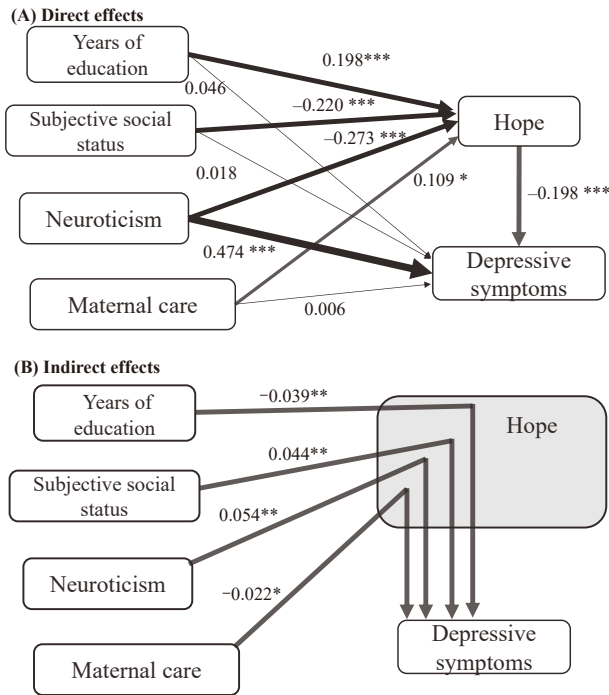 (A) Direct effects
Years of
education
0.198***
0.046
−0.220 ***
Subjective social
status
Hope
−0.273 ***
0.018
0.109 *
−0.198 ***
Neuroticism
0.474 ***
Depressive
symptoms
Maternal care
0.006
(B) Indirect effects
Years of
education
−0.039**
Hope
0.044**
Subjective social
status
0.054**
Neuroticism
−0.022*
Depressive
symptoms
Maternal care